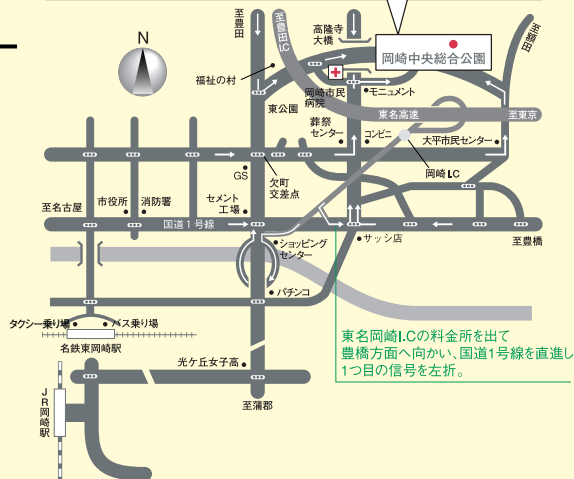 至豊田
至豊田I.C
高隆寺
大橋
至額田
N
岡崎中央総合公園
福祉の村
岡崎市民
病院
モニュメント
東公園
東名高速
至東京
葬祭
センター
コンビニ
大平市民センター
GS
欠町
交差点
岡崎I.C
至名古屋
市役所
消防署
セメント
工場
国道1号線
ショッピング
センター
サッシ店
至豊橋
パチンコ
タクシー乗り場
バス乗り場
名鉄東岡崎駅
東名岡崎I.Cの料金所を出て
豊橋方面へ向かい、国道1号線を直進し
1つ目の信号を左折。
光ケ丘女子高
JR岡崎駅
至蒲郡